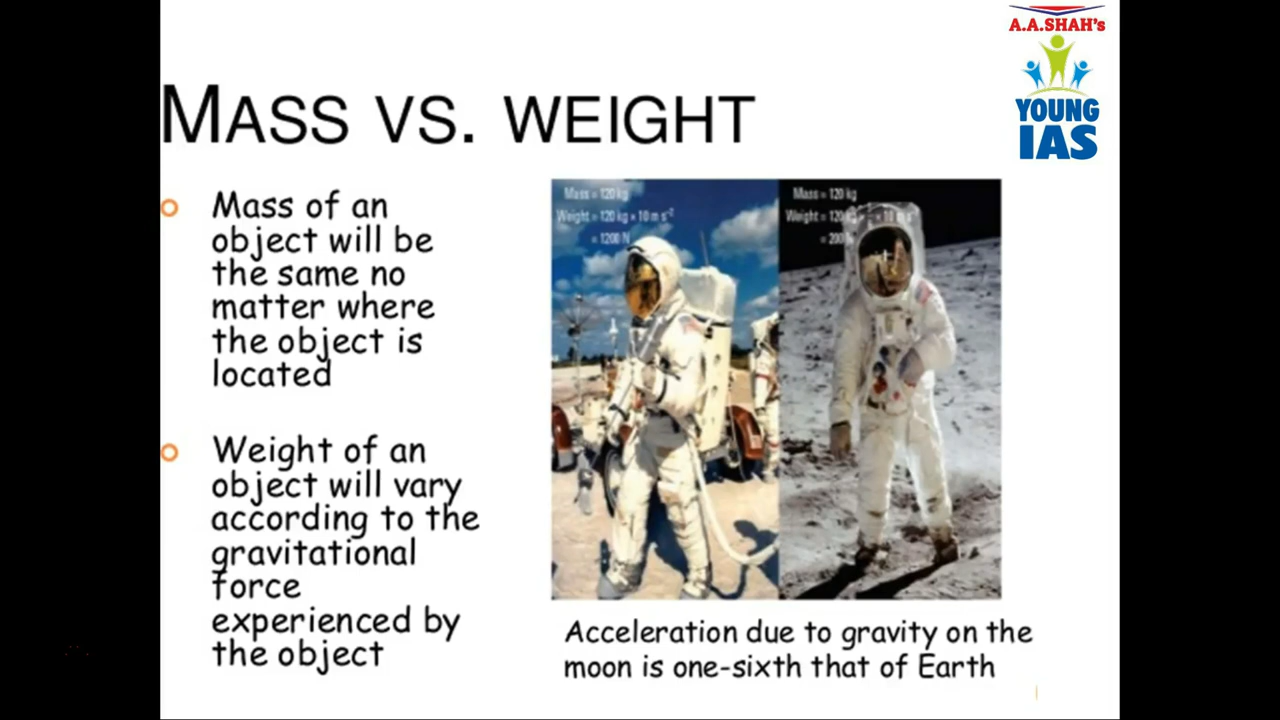 A.A.SHAH's
YOUNG
IAS
MASS VS. WEIGHT
Mass of an
object will be
the same no
matter where
the object is
located
Weight of an
object will vary
according to the
gravitational
force
experienced by
the object
Mass = 120 kg
Weight = 120 kg × 10 m s⁻²
= 1200 N
Mass = 120 kg
Weight = 120
= 200
Acceleration due to gravity on the
moon is one-sixth that of Earth